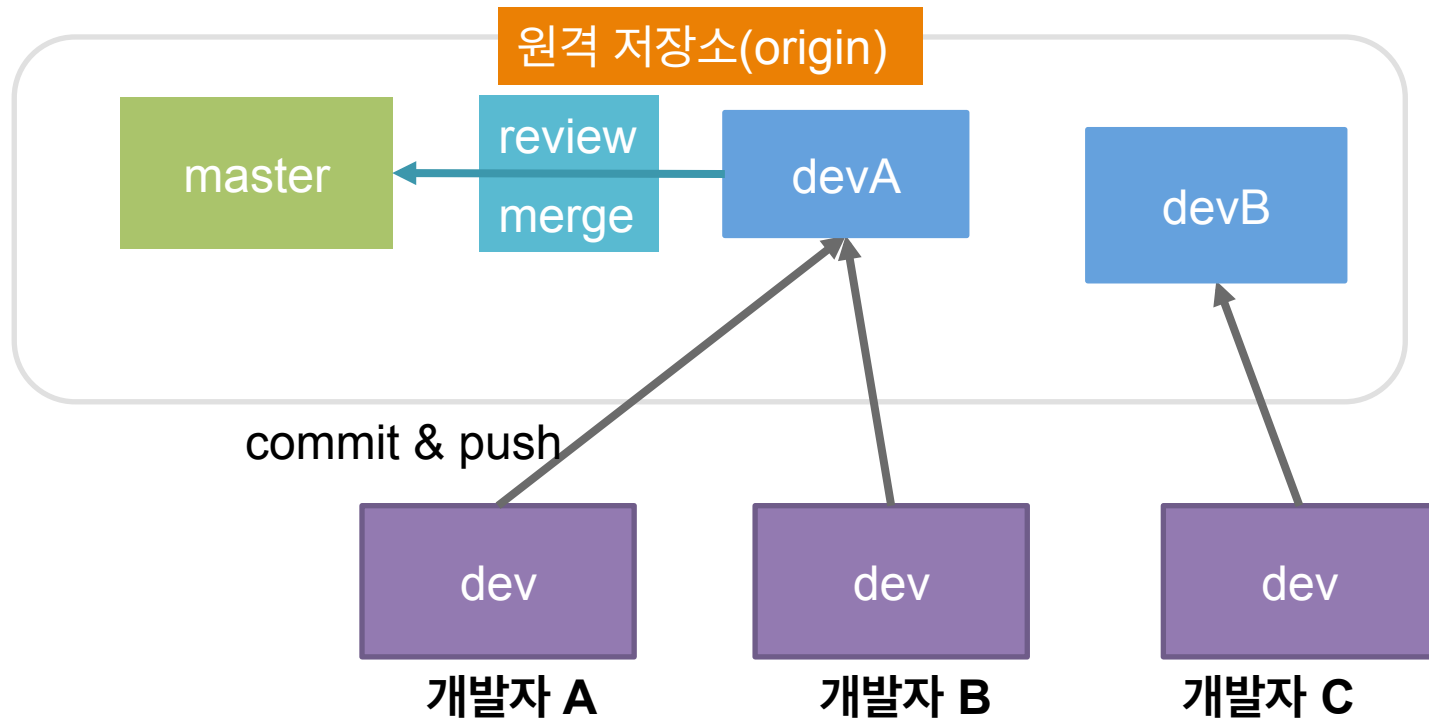 원격 저장소(origin)
master
review
merge
devA
devB
commit & push
dev
dev
dev
개발자 A
개발자 B
개발자 C